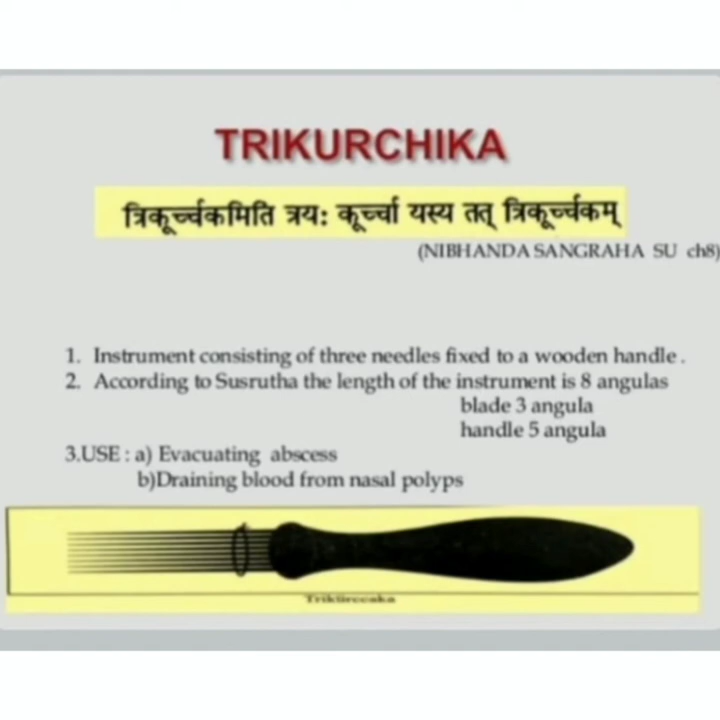 TRIKURCHIKA
त्रिकूर्च्चकमिति त्रयः कूर्च्चा यस्य तत् त्रिकूर्च्चकम्
(NIBHANDA SANGRAHA SU ch8)
1. Instrument consisting of three needles fixed to a wooden handle .
2. According to Susrutha the length of the instrument is 8 angulas
blade 3 angula
handle 5 angula
3.USE : a) Evacuating abscess
b)Draining blood from nasal polyps
Trikūrccaka